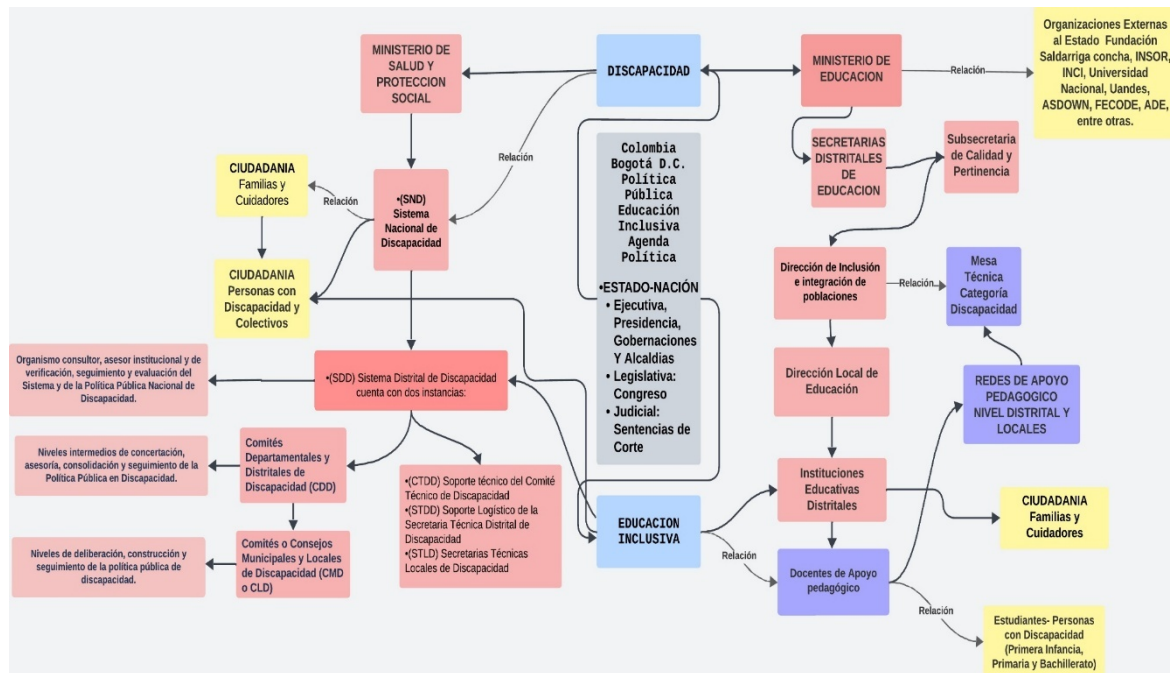 MINISTERIO DE
SALUD Y
PROTECCION
SOCIAL
DISCAPACIDAD
MINISTERIO DE
EDUCACION
Relación
Organizaciones Externas
al Estado Fundación
Saldarriga concha, INSOR,
INCI, Universidad
Nacional, Uandes,
ASDOWN, FECODE, ADE,
entre otras.
SECRETARIAS
DISTRITALES
DE
EDUCACION
Subsecretaria
de Calidad y
Pertinencia
CIUDADANIA
Familias y
Cuidadores
Relación
Relación
•(SND)
Sistema
Nacional de
Discapacidad
CIUDADANIA
Personas con
Discapacidad y
Colectivos
Colombia
Bogotá D.C.
Política
Pública
Educación
Inclusiva
Agenda
Política
•ESTADO-NACIÓN
• Ejecutiva,
Presidencia,
Gobernaciones
Y Alcaldias
• Legislativa:
Congreso
• Judicial:
Sentencias de
Corte
Dirección de Inclusión
e integración de
poblaciones
Relación
Mesa
Técnica
Categoría
Discapacidad
Organismo consultor, asesor institucional y de
verificación, seguimiento y evaluación del
Sistema y de la Política Pública Nacional de
Discapacidad.
•(SDD) Sistema Distrital de Discapacidad
cuenta con dos instancias:
Dirección Local de
Educación
REDES DE APOYO
PEDAGOGICO
NIVEL DISTRITAL Y
LOCALES
Niveles intermedios de concertación,
asesoría, consolidación y seguimiento de la
Política Pública en Discapacidad.
Comités
Departamentales y
Distritales de
Discapacidad (CDD)
•(CTDD) Soporte técnico del Comité
Técnico de Discapacidad
•(STDD) Soporte Logístico de la
Secretaria Técnica Distrital de
Discapacidad
•(STLD) Secretarias Técnicas
Locales de Discapacidad
Instituciones
Educativas
Distritales
CIUDADANIA
Familias y
Cuidadores
EDUCACION
INCLUSIVA
Relación
Niveles de deliberación, construcción y
seguimiento de la política pública de
discapacidad.
Comités o Consejos
Municipales y Locales
de Discapacidad (CMD
o CLD)
Docentes de Apoyo
pedagógico
Relación
Estudiantes- Personas
con Discapacidad
(Primera Infancia,
Primaria y Bachillerato)